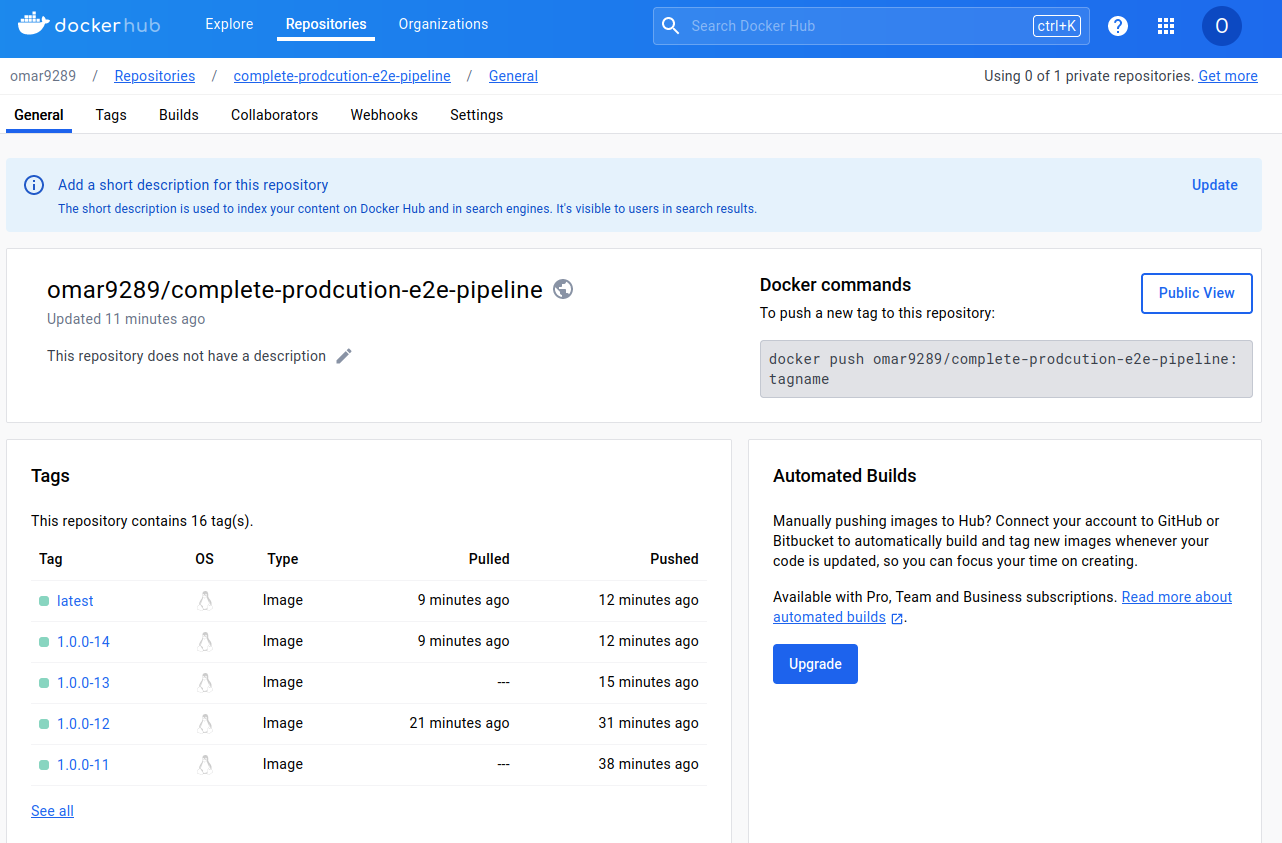 dockerhub Explore Repositories Organizations Search Docker Hub ctrl+K ? O
omar9289 / Repositories / complete-prodcution-e2e-pipeline / General Using 0 of 1 private repositories. Get more
General Tags Builds Collaborators Webhooks Settings
Add a short description for this repository Update
The short description is used to index your content on Docker Hub and in search engines. It's visible to users in search results.
omar9289/complete-prodcution-e2e-pipeline
Updated 11 minutes ago
This repository does not have a description
Docker commands
Public View
To push a new tag to this repository:
docker push omar9289/complete-prodcution-e2e-pipeline:
tagname
Tags
This repository contains 16 tag(s).
Tag OS Type Pulled Pushed
latest Image 9 minutes ago 12 minutes ago
1.0.0-14 Image 9 minutes ago 12 minutes ago
1.0.0-13 Image --- 15 minutes ago
1.0.0-12 Image 21 minutes ago 31 minutes ago
1.0.0-11 Image --- 38 minutes ago
See all
Automated Builds
Manually pushing images to Hub? Connect your account to GitHub or
Bitbucket to automatically build and tag new images whenever your
code is updated, so you can focus your time on creating.
Available with Pro, Team and Business subscriptions. Read more about
automated builds .
Upgrade